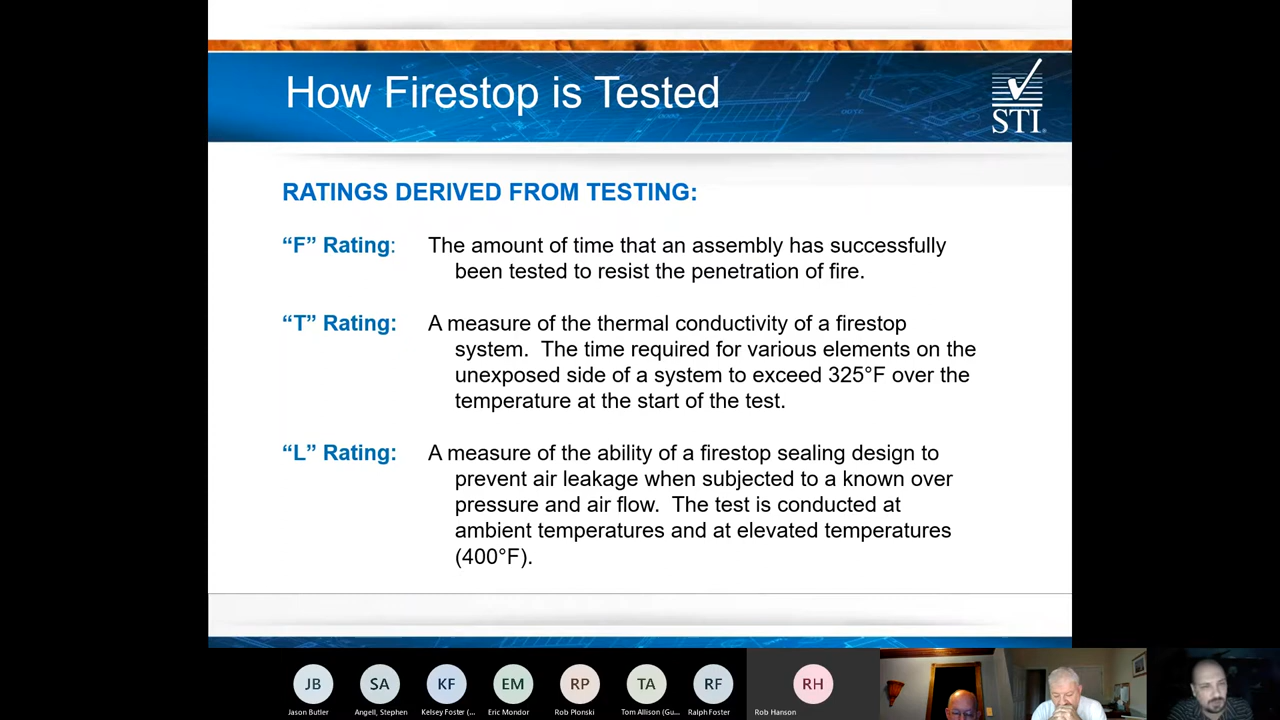 How Firestop is Tested
STI
RATINGS DERIVED FROM TESTING:
“F” Rating: The amount of time that an assembly has successfully
been tested to resist the penetration of fire.
“T” Rating: A measure of the thermal conductivity of a firestop
system. The time required for various elements on the
unexposed side of a system to exceed 325°F over the
temperature at the start of the test.
“L” Rating: A measure of the ability of a firestop sealing design to
prevent air leakage when subjected to a known over
pressure and air flow. The test is conducted at
ambient temperatures and at elevated temperatures
(400°F).
JB SA KF EM RP TA RF RH
Jason Butler Angell, Stephen Kelsey Foster (... Eric Mondor Rob Plonski Tom Allison (Gu... Ralph Foster Rob Hanson